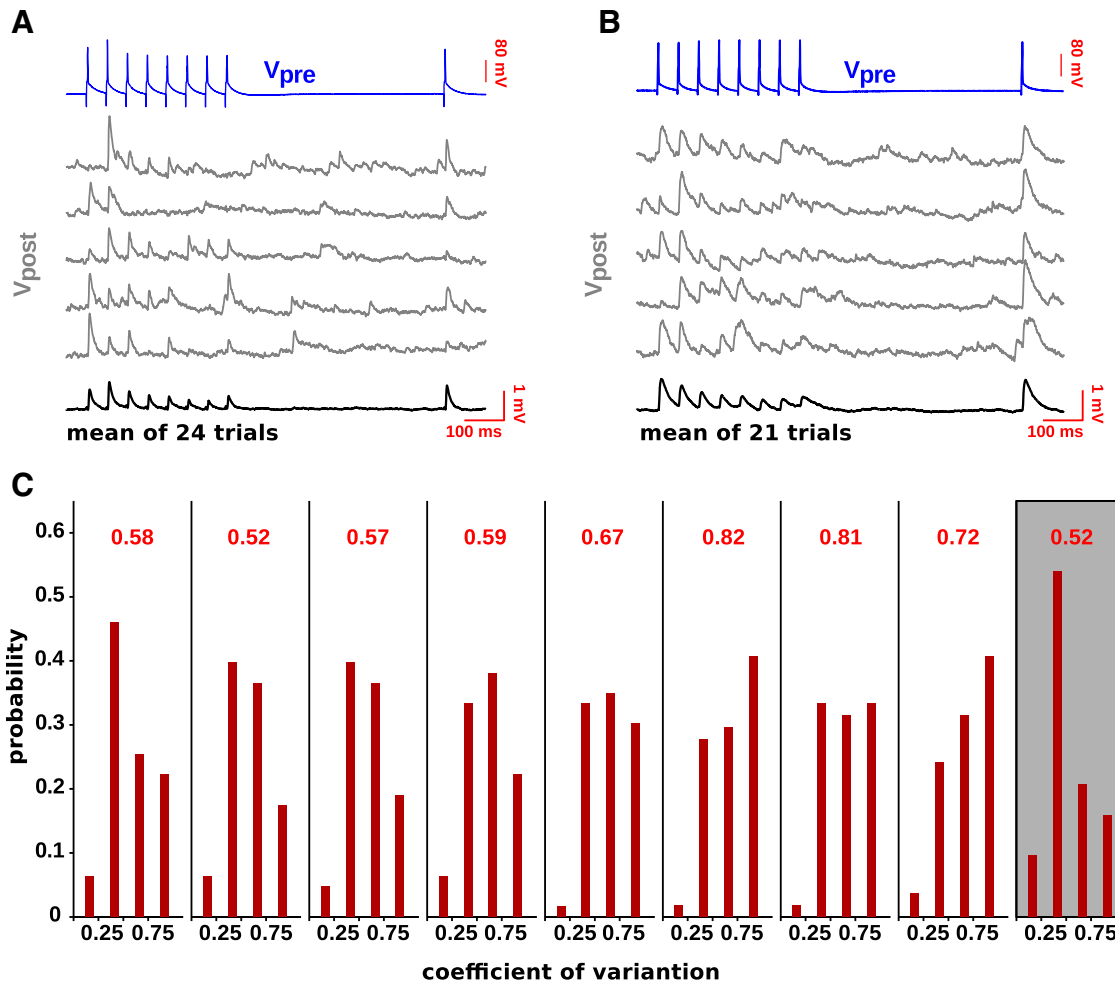 A
B
Vpre
80 mV
Vpre
80 mV
Vpost
Vpost
1 mV
100 ms
mean of 24 trials
1 mV
100 ms
mean of 21 trials
C
0.58 0.52 0.57 0.59 0.67 0.82 0.81 0.72 0.52
0.6
0.5
0.4
0.3
0.2
0.1
0
probability
0.25 0.75 0.25 0.75 0.25 0.75 0.25 0.75 0.25 0.75 0.25 0.75 0.25 0.75 0.25 0.75 0.25 0.75
coefficient of variantion